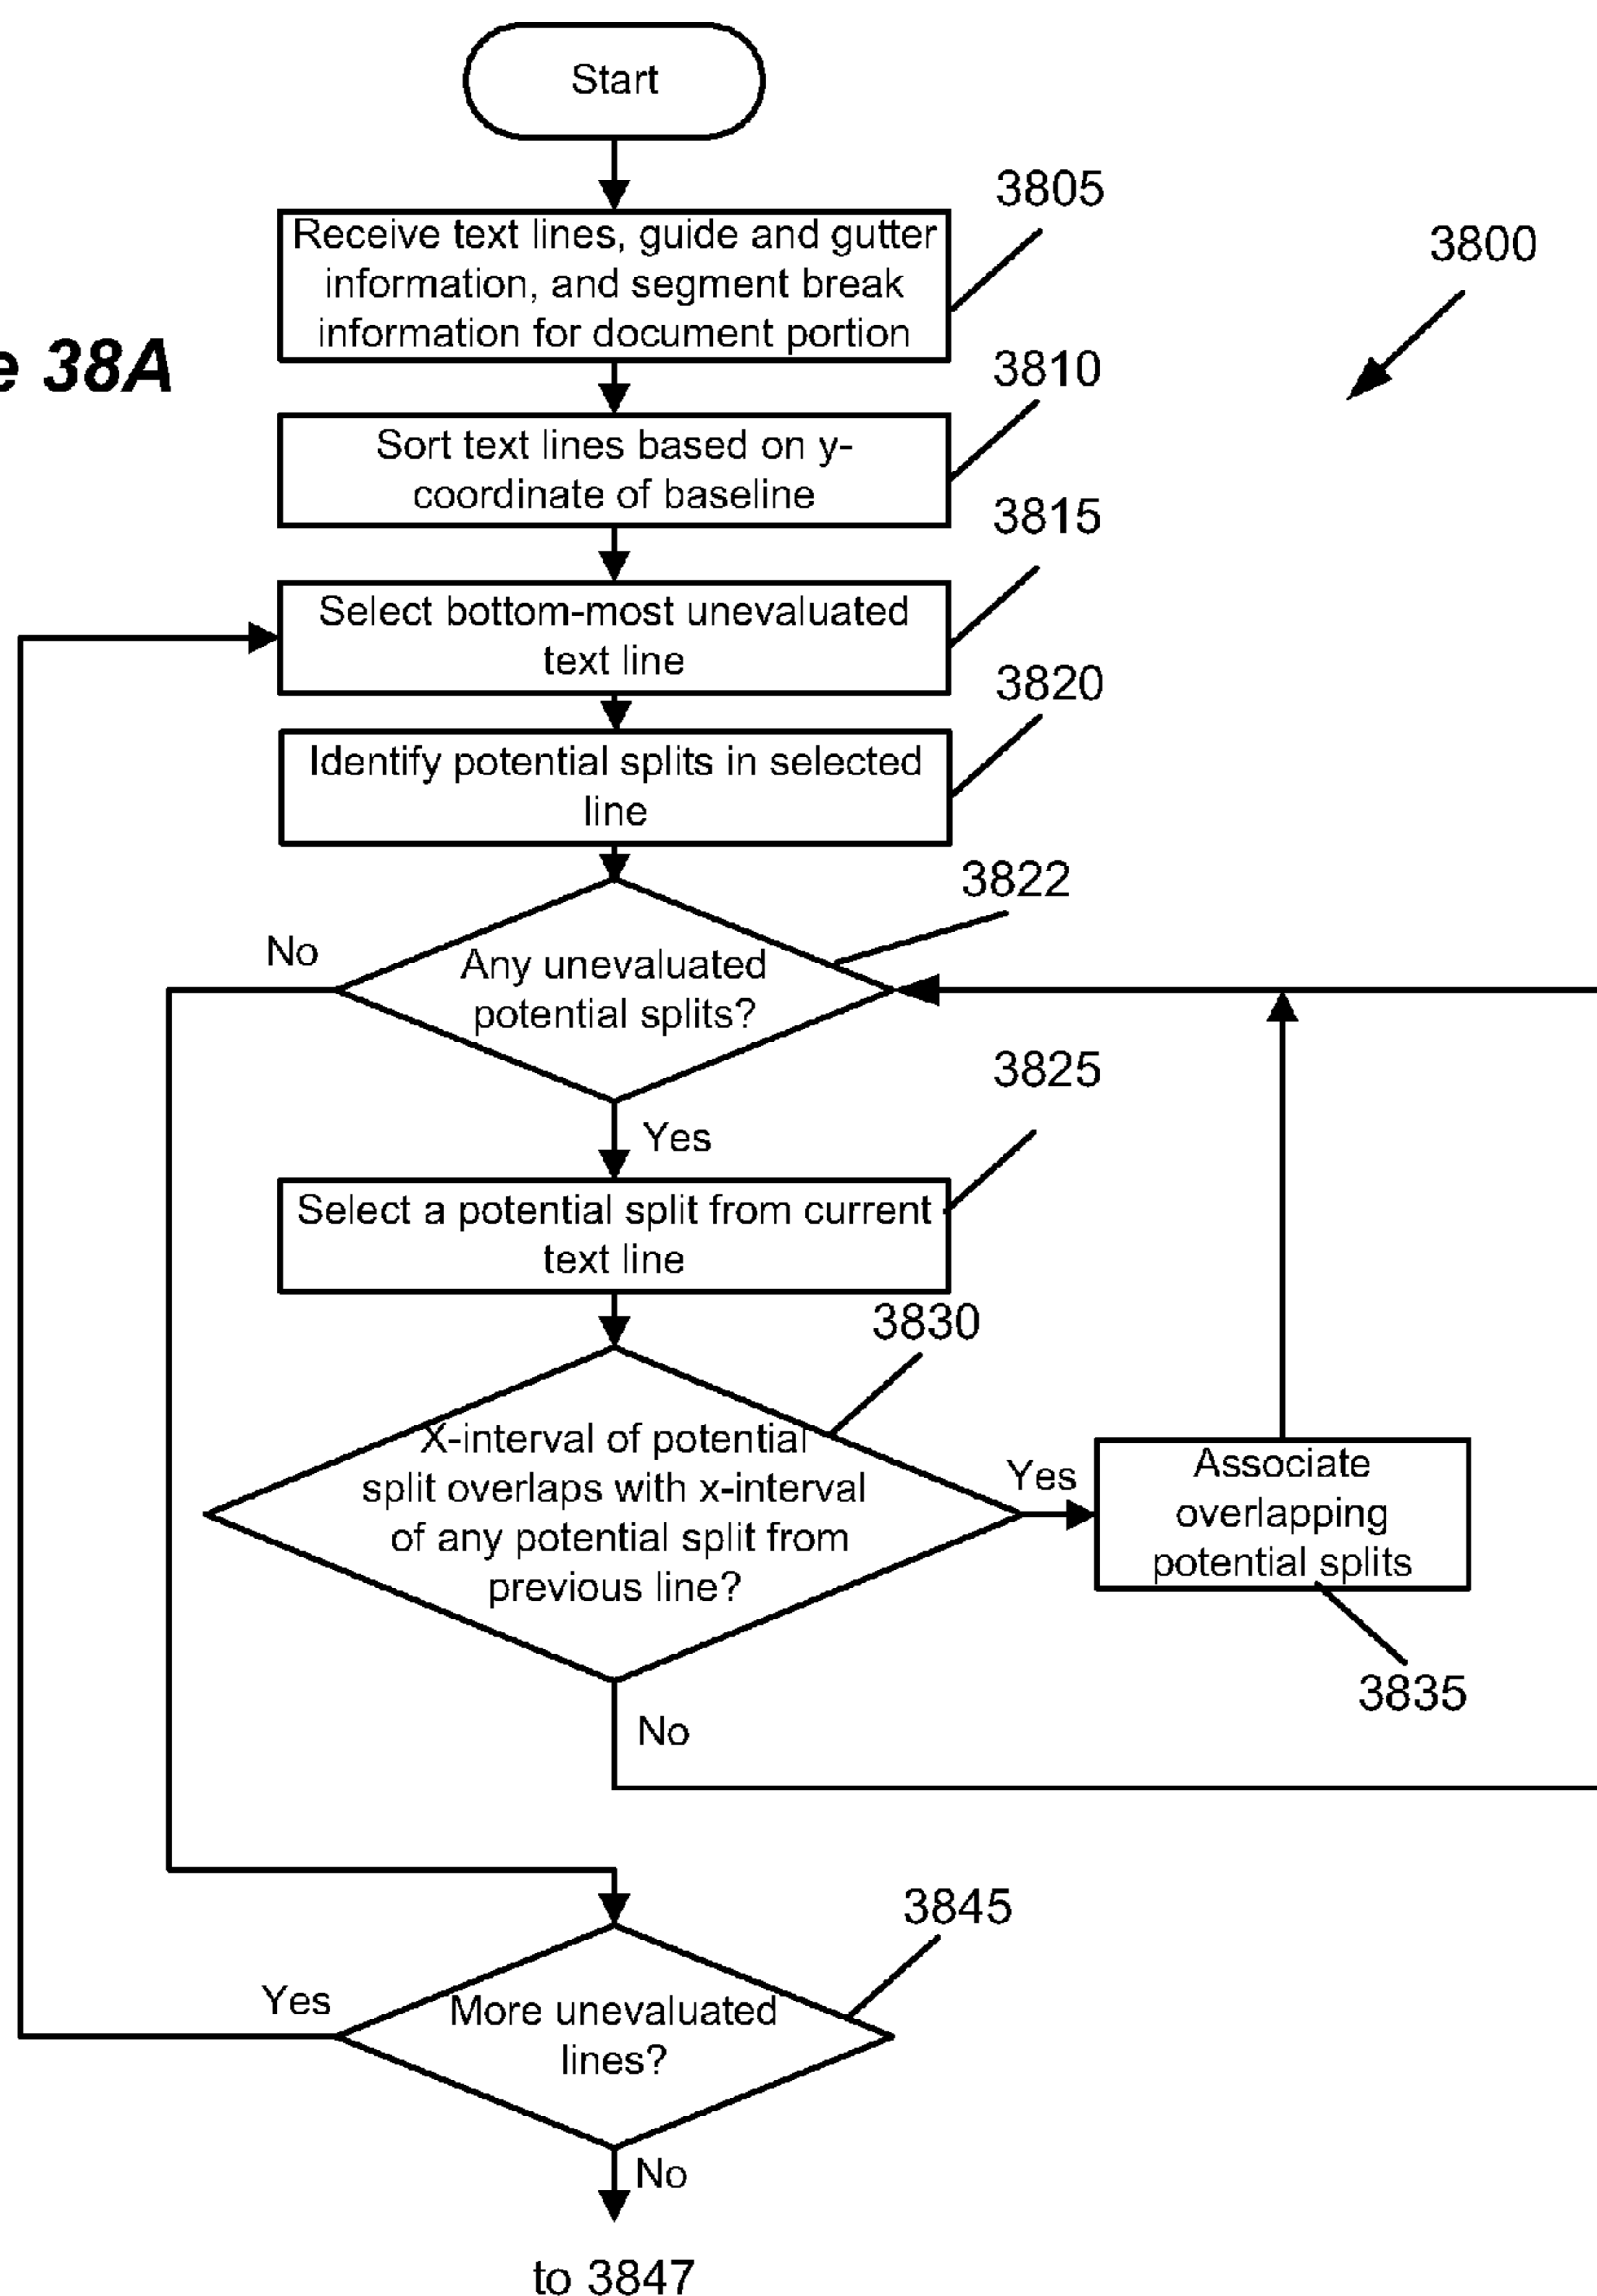 Start
3805
Receive text lines, guide and gutter
information, and segment break
information for document portion
3800
e 38A
3810
Sort text lines based on y-
coordinate of baseline
3815
Select bottom-most unevaluated
text line
3820
Identify potential splits in selected
line
3822
No
Any unevaluated
potential splits?
3825
Yes
Select a potential split from current
text line
3830
X-interval of potential
split overlaps with x-interval
of any potential split from
previous line?
Yes
Associate
overlapping
potential splits
3835
No
3845
Yes
More unevaluated
lines?
No
to 3847